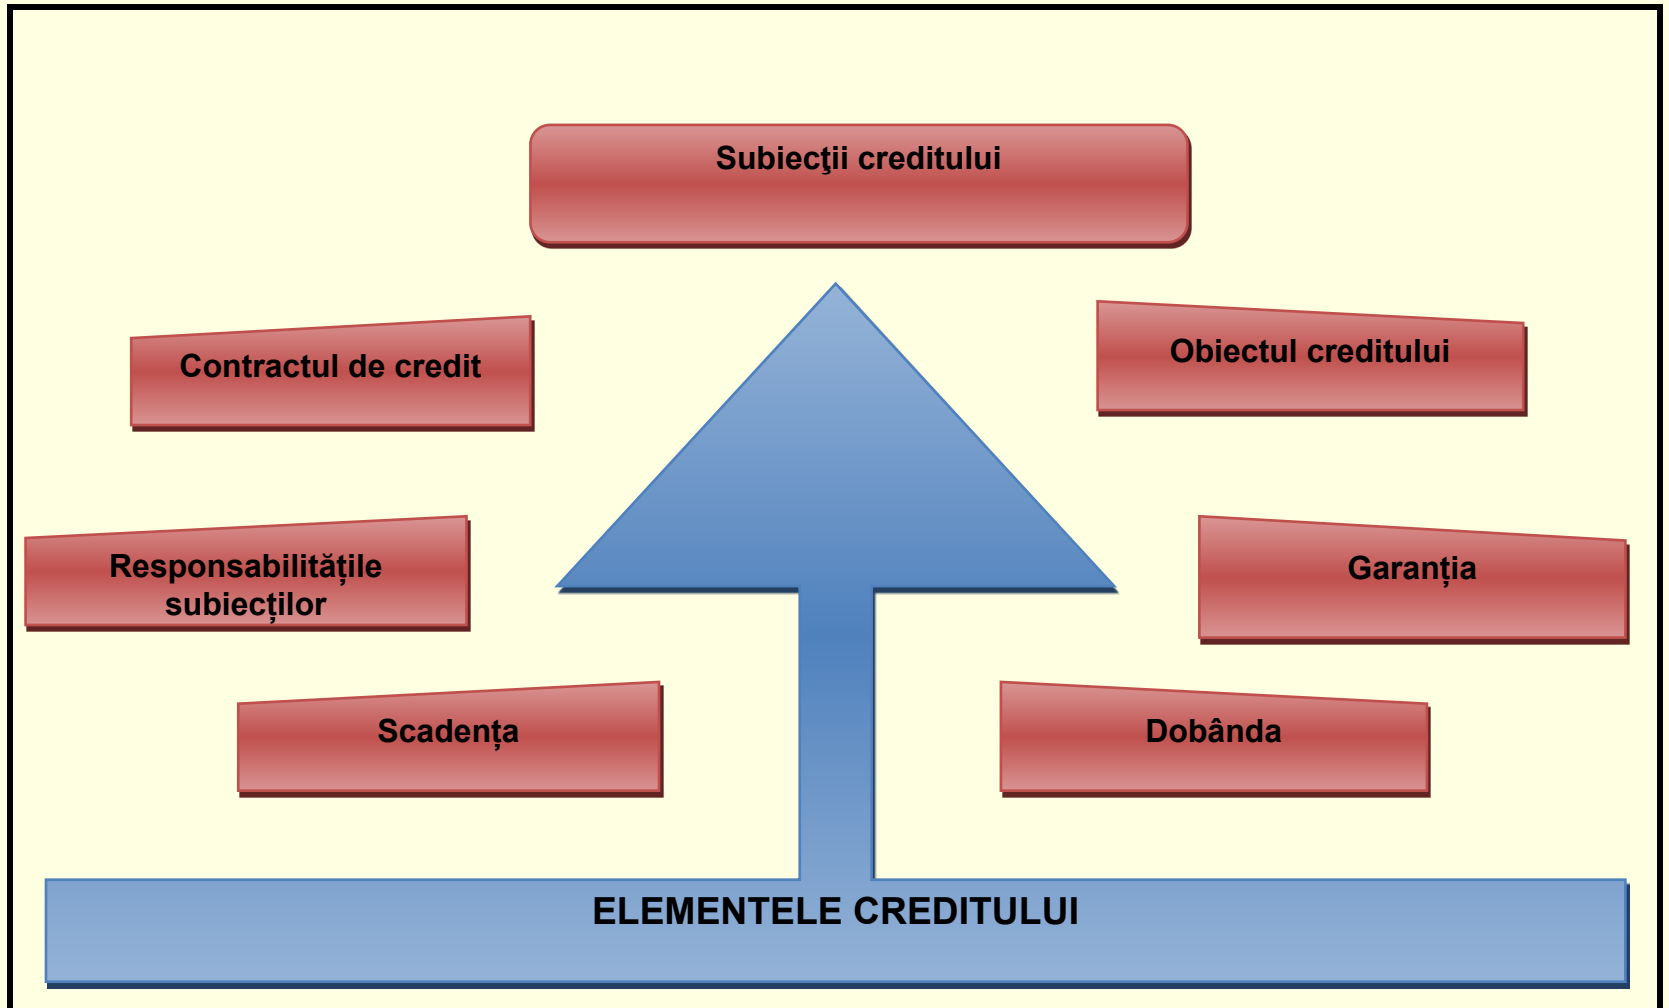 Subiecţii creditului
Contractul de credit
Obiectul creditului
Responsabilitățile
subiecților
Garanția
Scadența
Dobânda
ELEMENTELE CREDITULUI